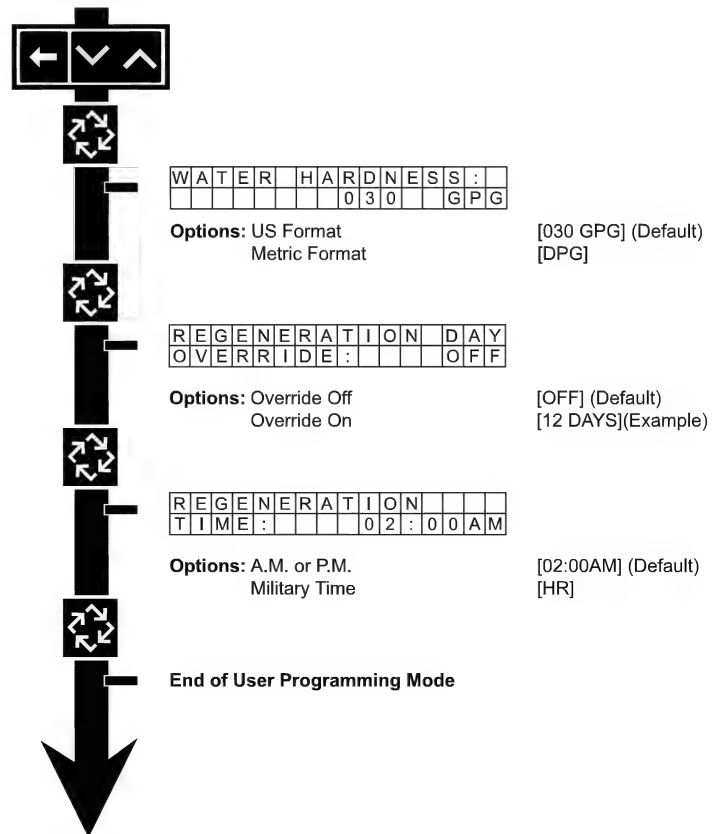 WATER HARDNESS:
030 GPG
Options: US Format [030 GPG] (Default)
Metric Format [DPG]
REGENERATION DAY
OVERRIDE: OFF
Options: Override Off [OFF] (Default)
Override On [12 DAYS](Example)
REGENERATION
TIME: 02:00AM
Options: A.M. or P.M. [02:00AM] (Default)
Military Time [HR]
End of User Programming Mode